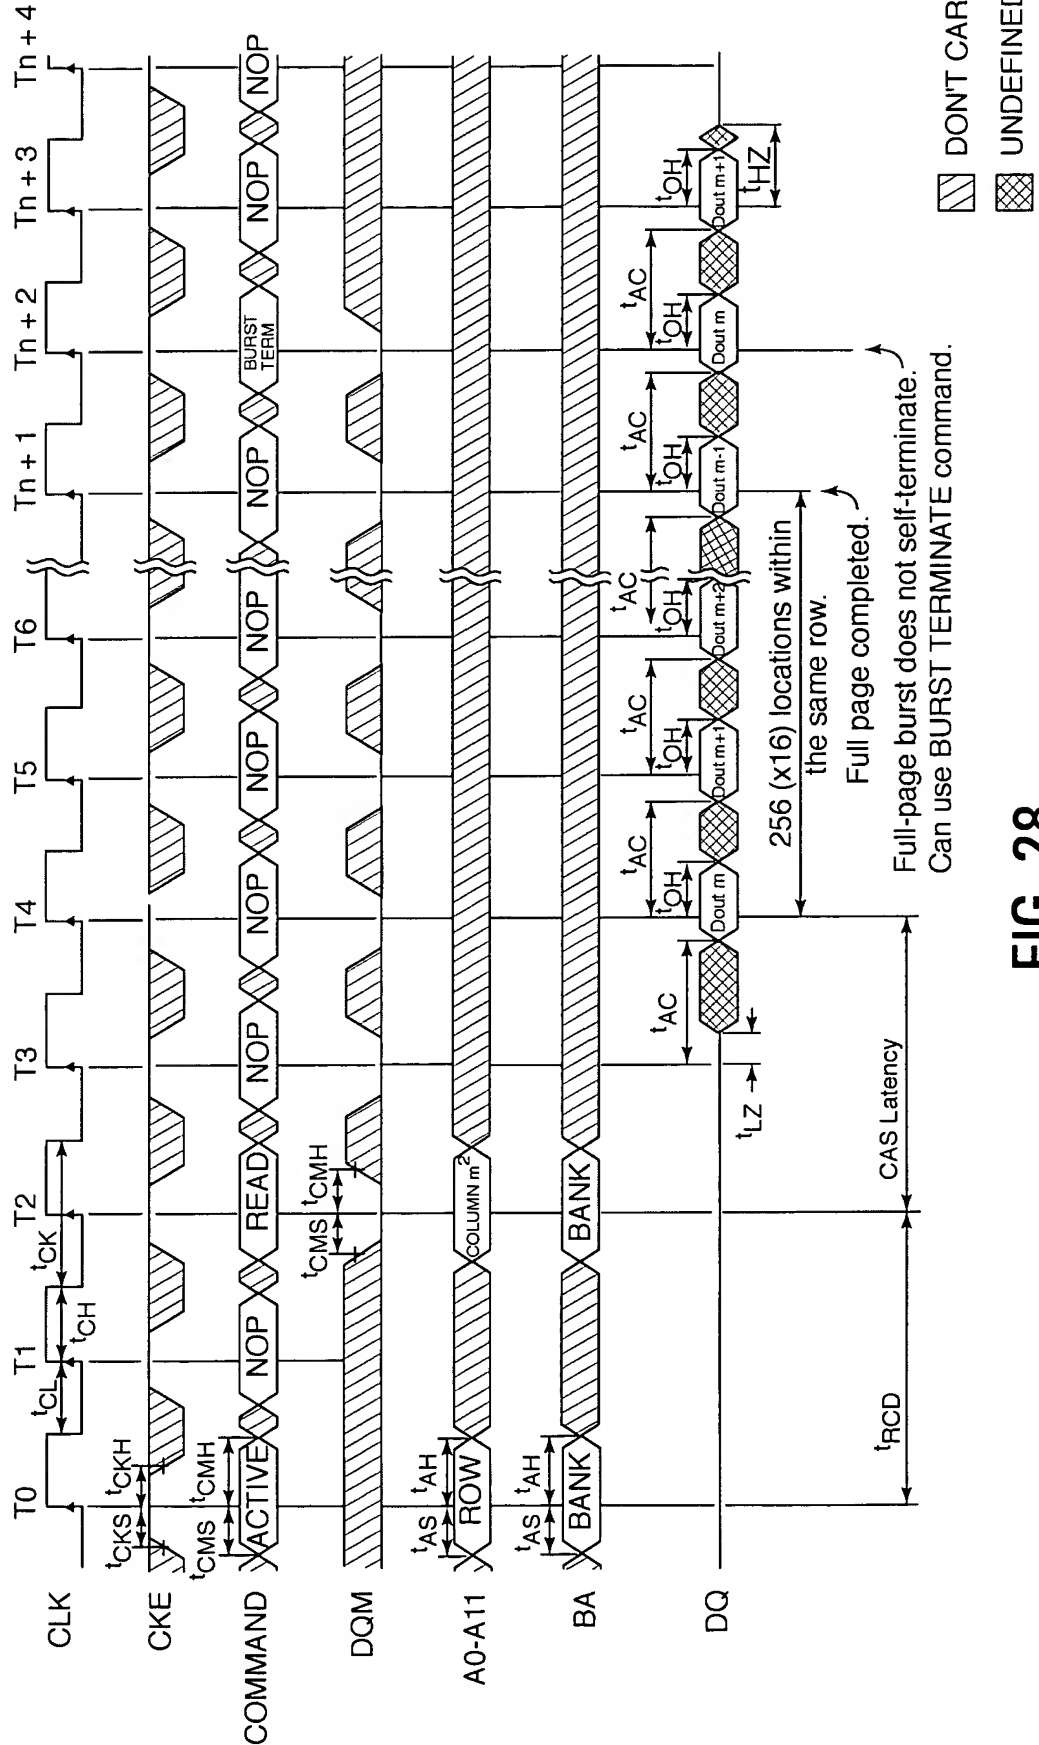 T0 T1 T2 T3 T4 T5 T6 Tn + 1 Tn + 2 Tn + 3 Tn + 4
CLK
tCL tCH tCK
CKE
tCKS tCKH
COMMAND
tCMS tCMH
ACTIVE NOP READ NOP NOP NOP NOP NOP BURST TERM NOP NOP
DQM
tCMS tCMH
A0-A11
tAS tAH
ROW COLUMN m2
BA
tAS tAH
BANK BANK
DQ
tAC tAC tAC tAC tAC tAC
tOH tOH tOH tOH tOH tOH
Dout m Dout m+1 Dout m+2 Dout m-1 Dout m Dout m+1
tLZ tHZ
256 (x16) locations within
the same row.
Full page completed.
Full-page burst does not self-terminate.
Can use BURST TERMINATE command.
tRCD CAS Latency
DON'T CAR
UNDEFINED
FIG. 28